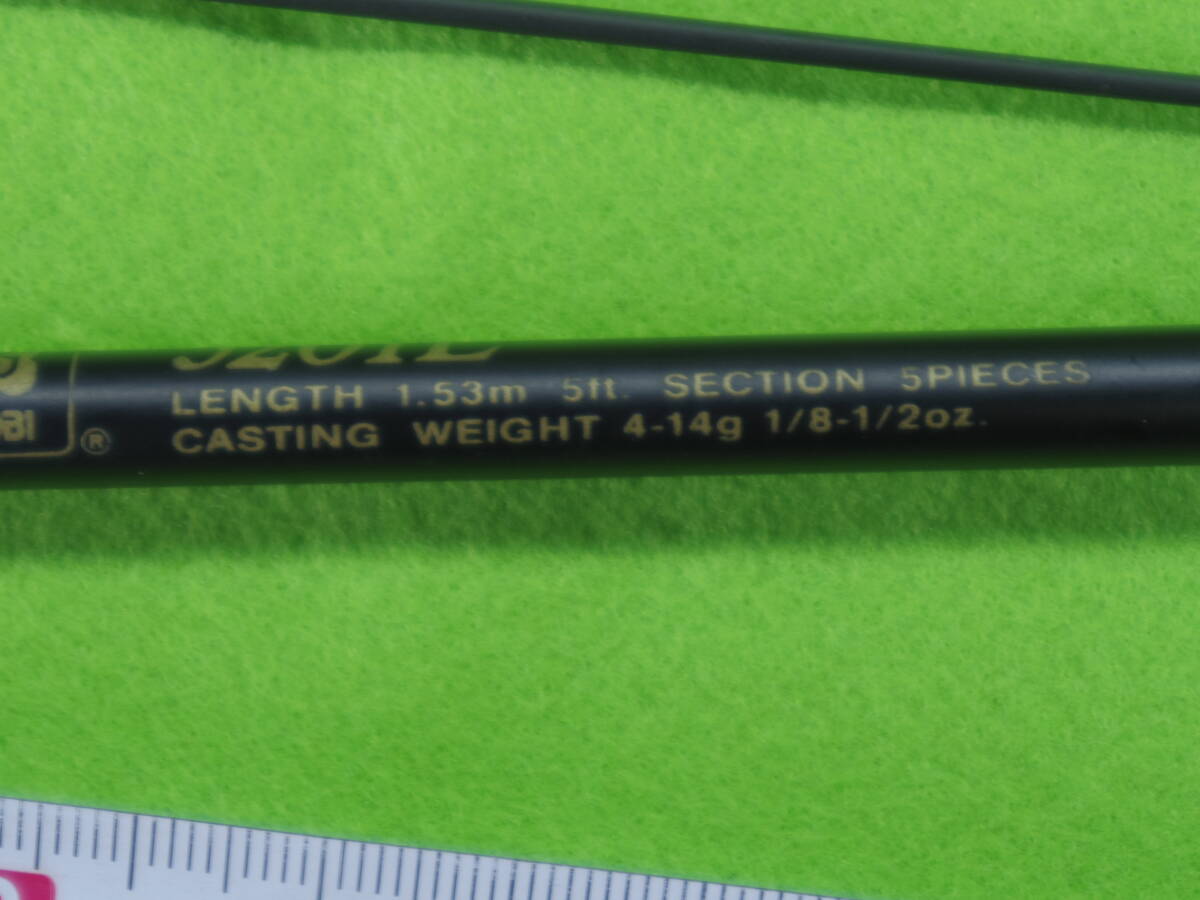 LENGTH 1.53m 5ft. SECTION 5PIECES
CASTING WEIGHT 4-14g 1/8-1/2oz.
®